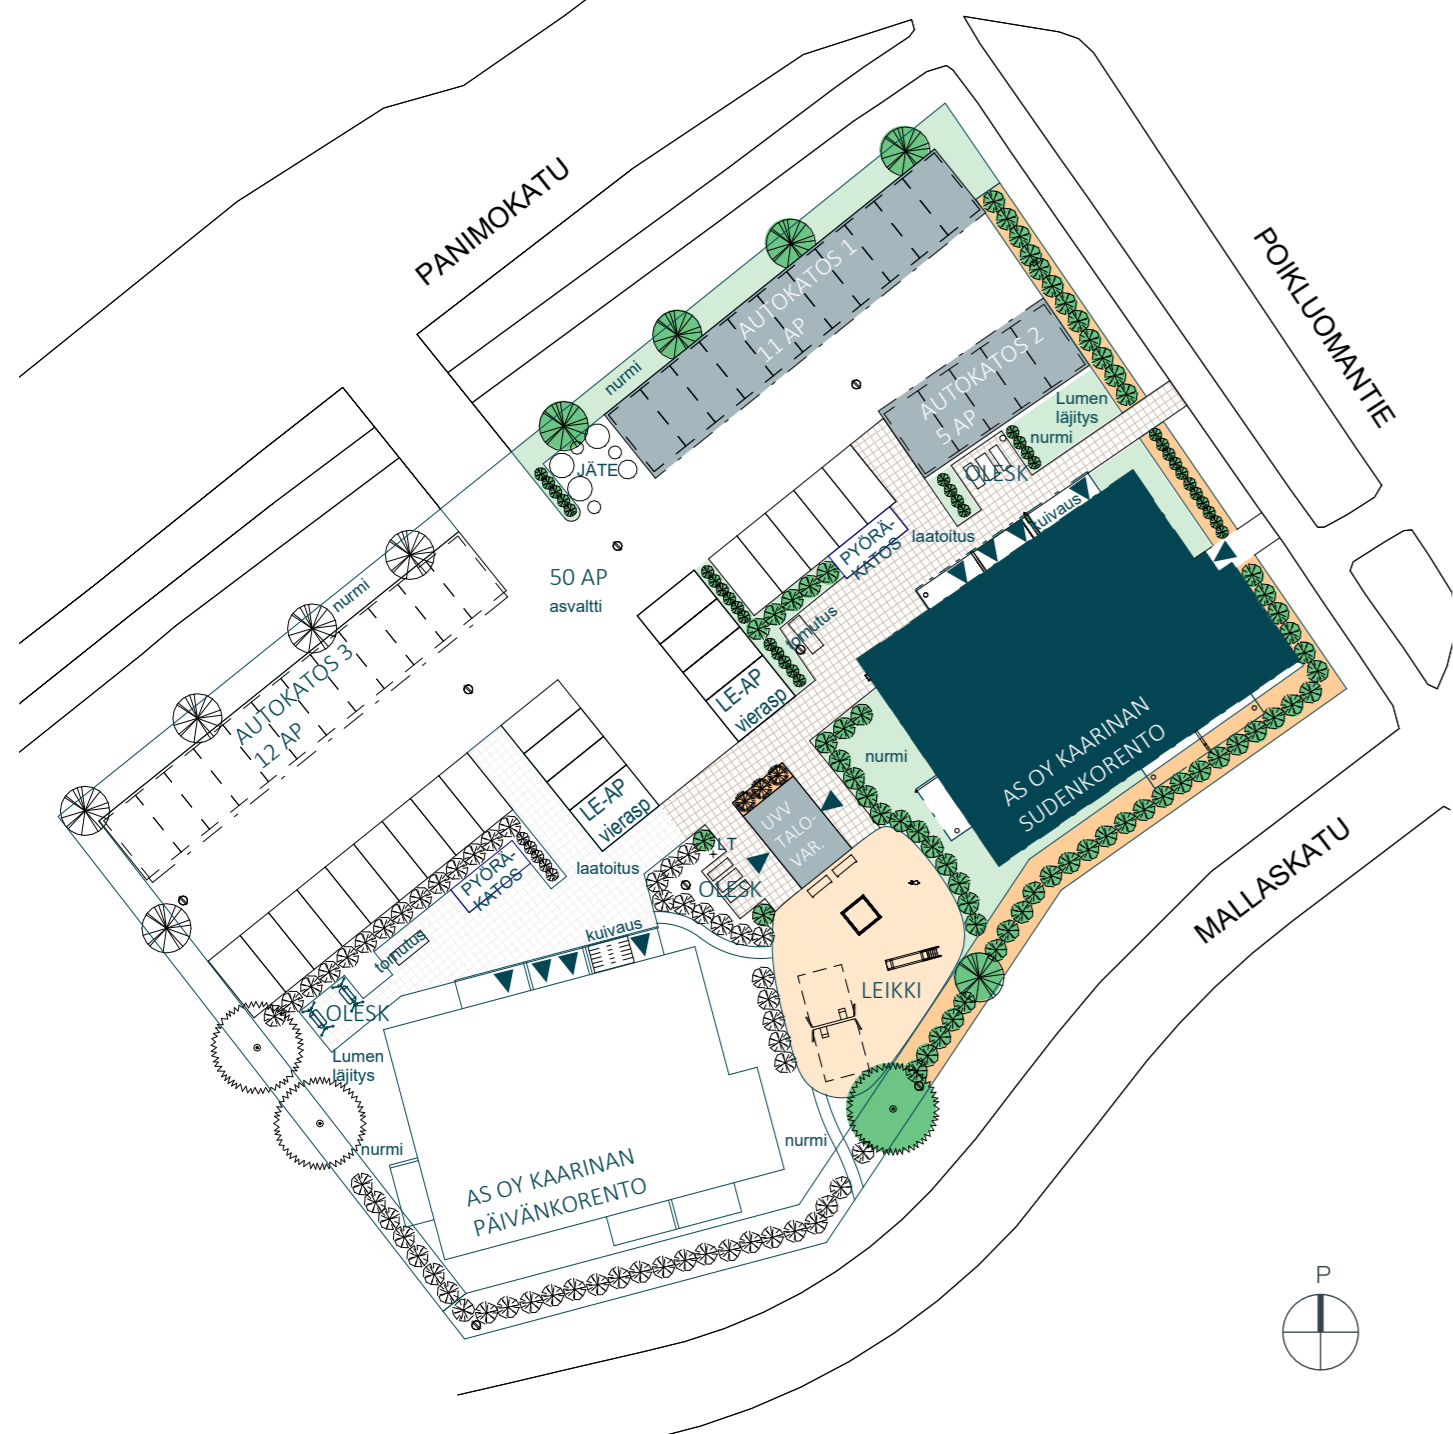 PANIMOKATU
POIKLUOMANTIE
AUTOKATOS 1
11 AP
nurmi
AUTOKATOS 2
5 AP
Lumen
läjitys
nurmi
JÄTE
OLESK
kuivaus
laatoitus
PYÖRÄ-
KATOS
50 AP
asvaltti
nurmi
tomutus
AUTOKATOS 3
12 AP
LE-AP
vierasp
nurmi
AS OY KAARINAN
SUDENKORENTO
LE-AP
vierasp
UVV
TALO-
VAR.
MALLASKATU
LT
OLESK
laatoitus
PYÖRÄ-
KATOS
kuivaus
tomutus
LEIKKI
OLESK
Lumen
läjitys
nurmi
nurmi
AS OY KAARINAN
PÄIVÄNKORENTO
P